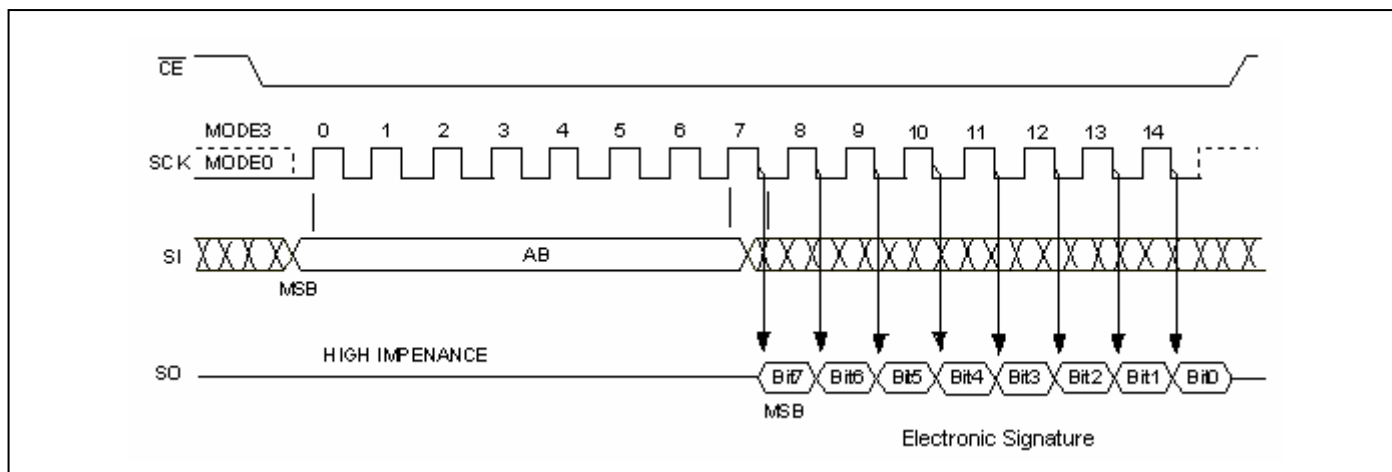 CE
MODE3 0 1 2 3 4 5 6 7 8 9 10 11 12 13 14
SCK MODE0
SI AB
MSB
HIGH IMPENANCE
SO Bit7 Bit6 Bit5 Bit4 Bit3 Bit2 Bit1 Bit0
MSB
Electronic Signature